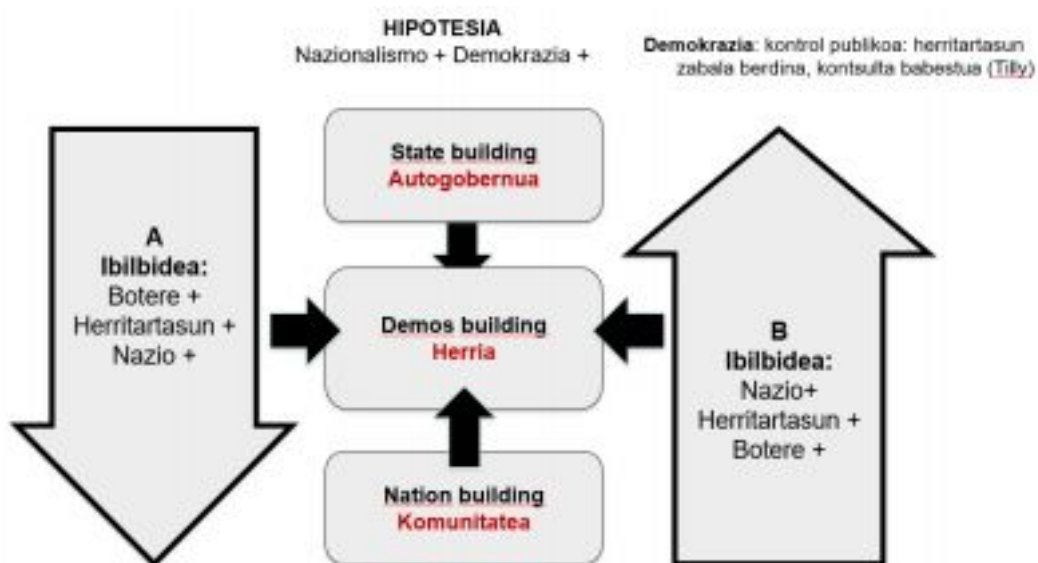 HIPOTESIA
Nazionalismo + Demokrazia +
Demokrazia: kontrol publikoa: herritartasun
zabala berdina, kontsulta babestua (Tilly)
State building
Autogobernua
A
Ibilbidea:
Botere +
Herritartasun +
Nazio +
Demos building
Herria
B
Ibilbidea:
Nazio+
Herritartasun +
Botere +
Nation building
Komunitatea